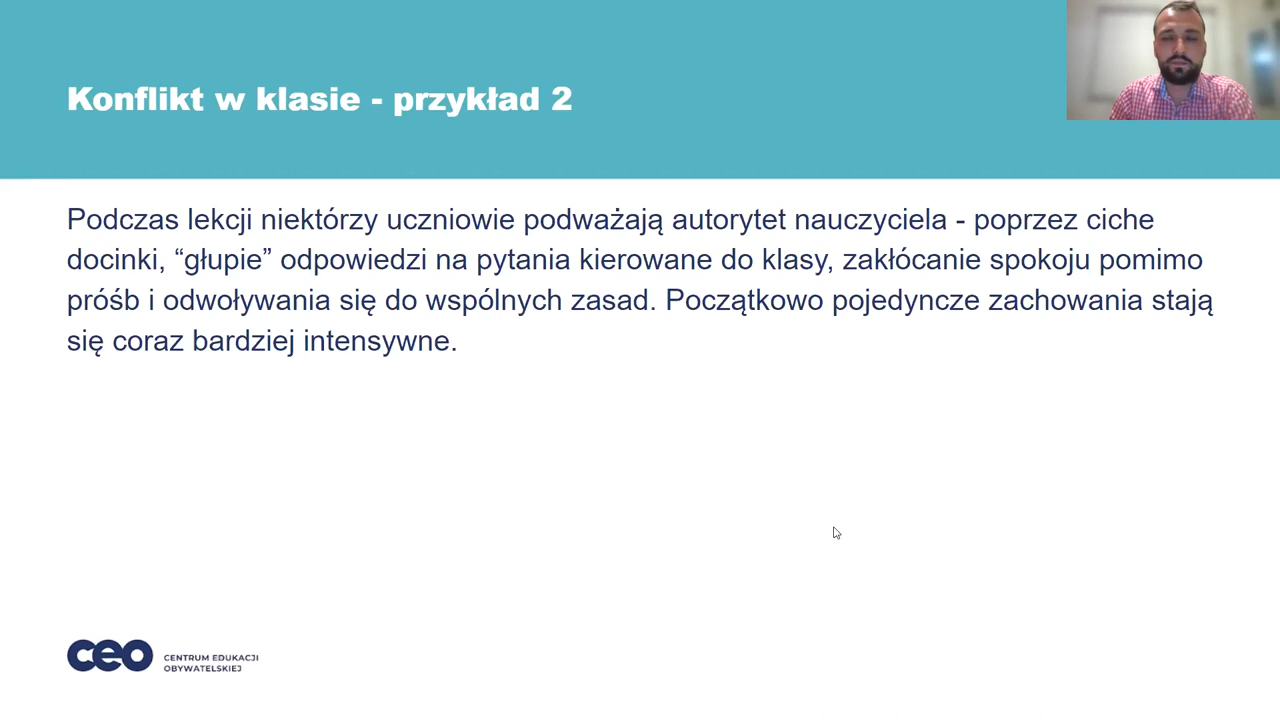 Konflikt w klasie - przykład 2
Podczas lekcji niektórzy uczniowie podważają autorytet nauczyciela - poprzez ciche
docinki, “głupie” odpowiedzi na pytania kierowane do klasy, zakłócanie spokoju pomimo
próśb i odwoływania się do wspólnych zasad. Początkowo pojedyncze zachowania stają
się coraz bardziej intensywne.
ceo
CENTRUM EDUKACJI
OBYWATELSKIEJ